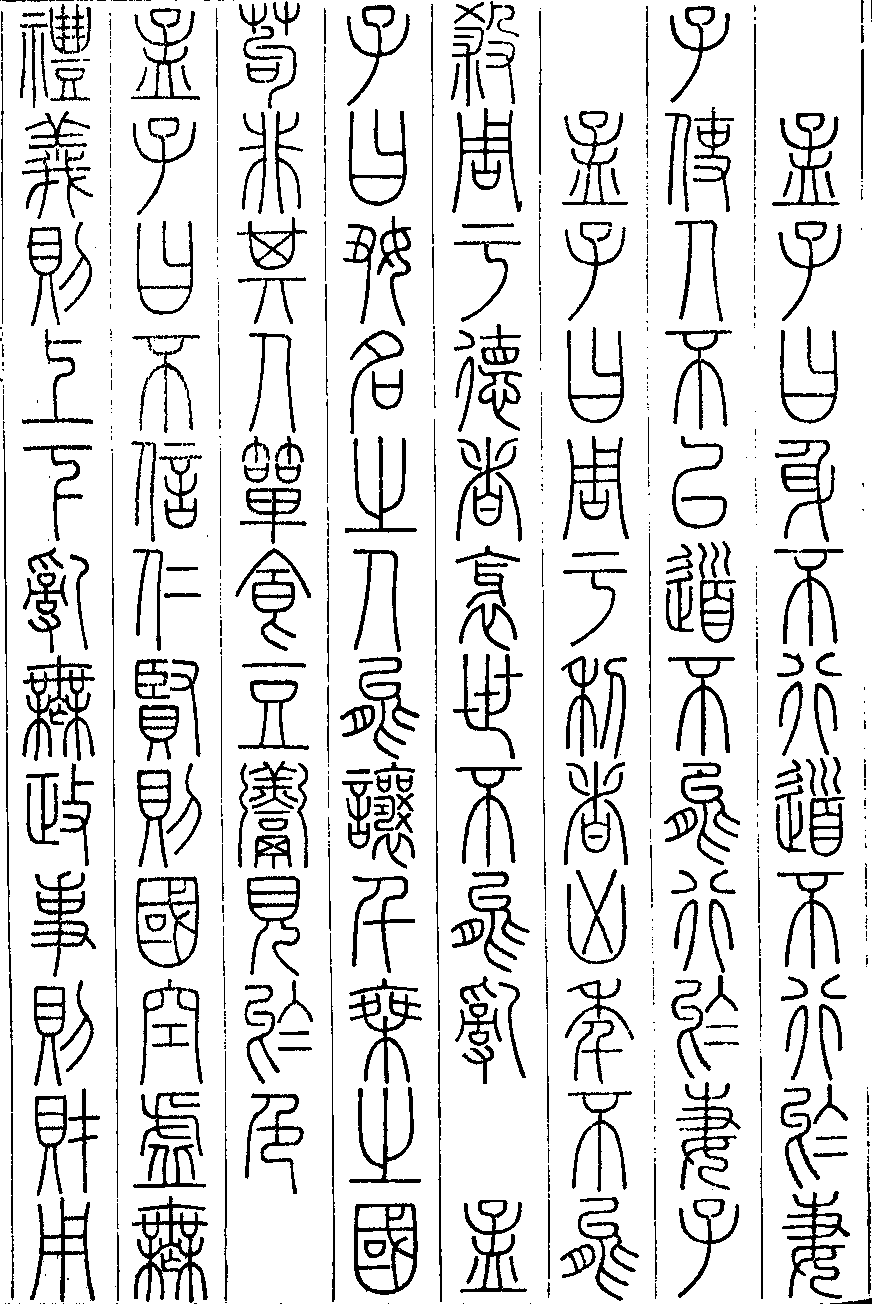 孟子曰身不行道不行於妻
子使人不以道不能行於妻子
孟子曰周于利者凶年不能
殺周于德者衺世不能亂　孟
子曰好名之人能讓千乘之國
苟非其人單食豆羹見於色
孟子曰不信仁賢則國空虛無
禮義則上下亂無政事則財用